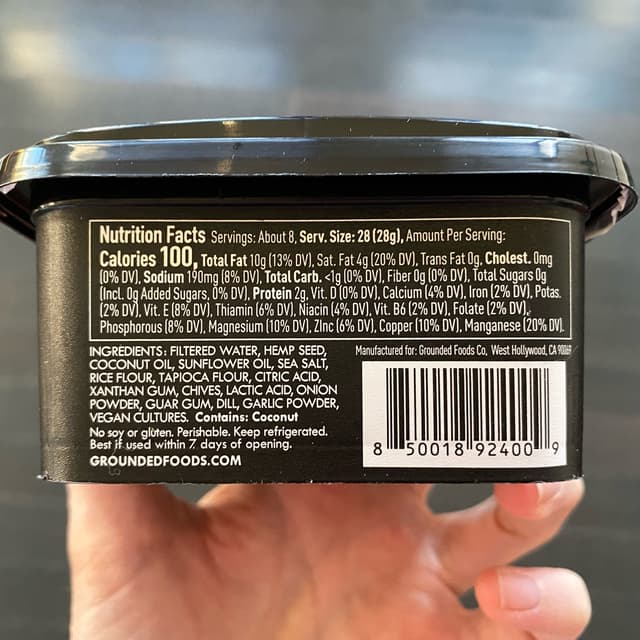 Nutrition Facts Servings: About 8, Serv. Size: 28 (28g), Amount Per Serving:
Calories 100, Total Fat 10g (13% DV), Sat. Fat 4g (20% DV), Trans Fat 0g, Cholest. 0mg
(0% DV), Sodium 190mg (8% DV), Total Carb. <1g (0% DV), Fiber 0g (0% DV), Total Sugars 0g
(Incl. 0g Added Sugars, 0% DV), Protein 2g, Vit. D (0% DV), Calcium (4% DV), Iron (2% DV), Potas.
(2% DV), Vit. E (8% DV), Thiamin (6% DV), Niacin (4% DV), Vit. B6 (2% DV), Folate (2% DV),
Phosphorous (8% DV), Magnesium (10% DV), ZInc (6% DV), Copper (10% DV), Manganese (20% DV).
INGREDIENTS: FILTERED WATER, HEMP SEED,
COCONUT OIL, SUNFLOWER OIL, SEA SALT,
RICE FLOUR, TAPIOCA FLOUR, CITRIC ACID,
XANTHAN GUM, CHIVES, LACTIC ACID, ONION
POWDER, GUAR GUM, DILL, GARLIC POWDER,
VEGAN CULTURES. Contains: Coconut
No soy or gluten. Perishable. Keep refrigerated.
Best if used within 7 days of opening.
GROUNDEDFOODS.COM
Manufactured for: Grounded Foods Co, West Hollywood, CA 90069
8 50018 92400 9